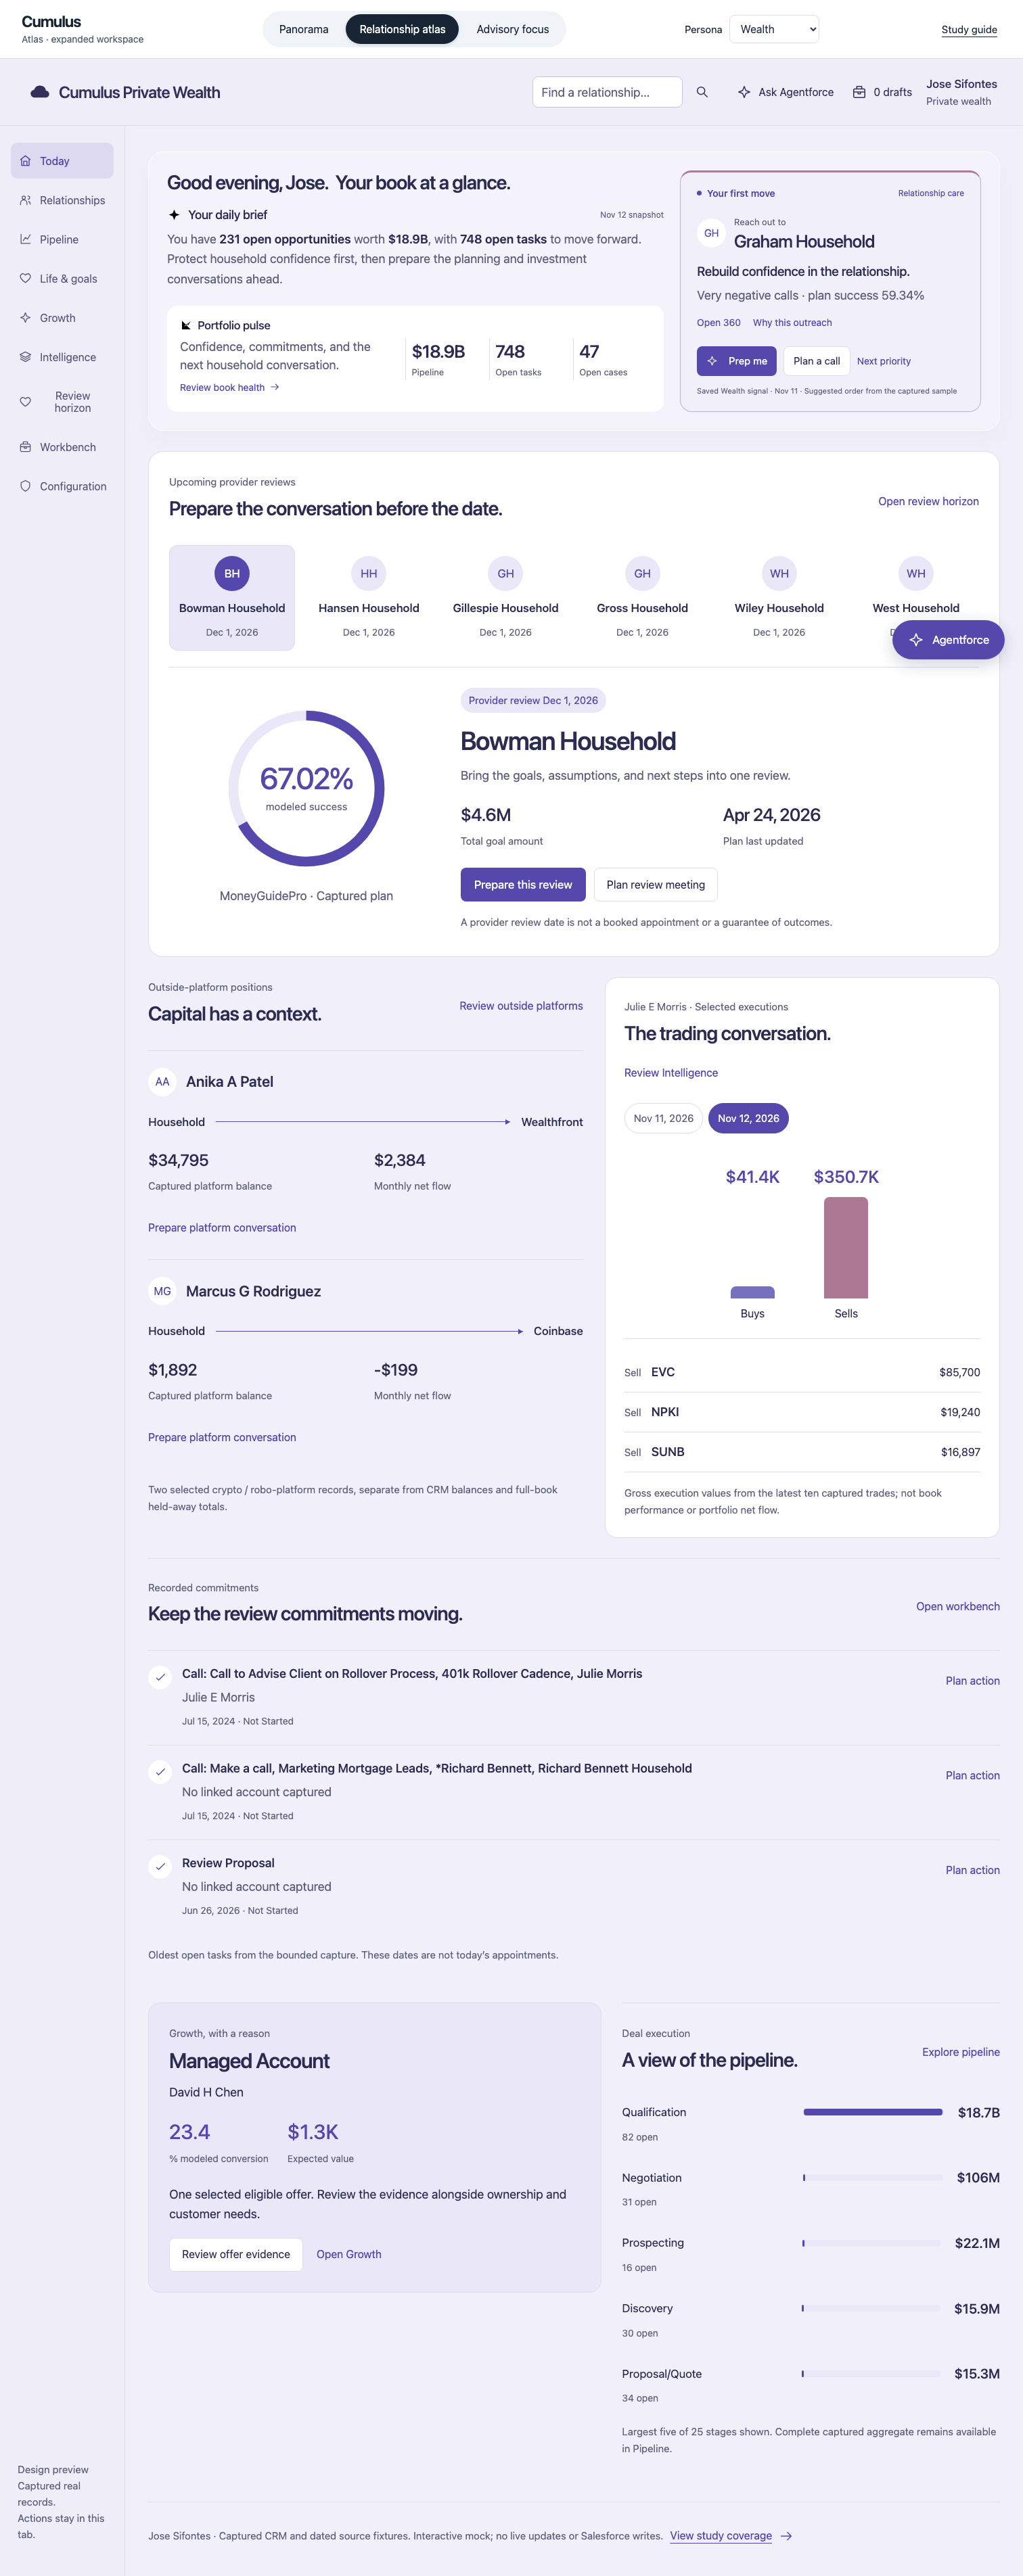 Cumulus
Atlas · expanded workspace
Panorama
Relationship atlas
Advisory focus
Persona
Wealth
Study guide
Cumulus Private Wealth
Find a relationship...
Ask Agentforce
0 drafts
Jose Sifontes
Private wealth
Today
Relationships
Pipeline
Life & goals
Growth
Intelligence
Review
horizon
Workbench
Configuration
Good evening, Jose. Your book at a glance.
Your daily brief
Nov 12 snapshot
You have 231 open opportunities worth $18.9B, with 748 open tasks to move forward.
Protect household confidence first, then prepare the planning and investment
conversations ahead.
Portfolio pulse
Confidence, commitments, and the
next household conversation.
Review book health
$18.9B
Pipeline
748
Open tasks
47
Open cases
Your first move
Relationship care
GH
Reach out to
Graham Household
Rebuild confidence in the relationship.
Very negative calls · plan success 59.34%
Open 360
Why this outreach
Prep me
Plan a call
Next priority
Saved Wealth signal · Nov 11 · Suggested order from the captured sample
Upcoming provider reviews
Prepare the conversation before the date.
Open review horizon
BH
Bowman Household
Dec 1, 2026
HH
Hansen Household
Dec 1, 2026
GH
Gillespie Household
Dec 1, 2026
GH
Gross Household
Dec 1, 2026
WH
Wiley Household
Dec 1, 2026
WH
West Household
Agentforce
67.02%
modeled success
MoneyGuidePro · Captured plan
Provider review Dec 1, 2026
Bowman Household
Bring the goals, assumptions, and next steps into one review.
$4.6M
Total goal amount
Apr 24, 2026
Plan last updated
Prepare this review
Plan review meeting
A provider review date is not a booked appointment or a guarantee of outcomes.
Outside-platform positions
Capital has a context.
Review outside platforms
AA
Anika A Patel
Household
Wealthfront
$34,795
Captured platform balance
$2,384
Monthly net flow
Prepare platform conversation
MG
Marcus G Rodriguez
Household
Coinbase
$1,892
Captured platform balance
-$199
Monthly net flow
Prepare platform conversation
Two selected crypto / robo-platform records, separate from CRM balances and full-book
held-away totals.
Julie E Morris · Selected executions
The trading conversation.
Review Intelligence
Nov 11, 2026
Nov 12, 2026
$41.4K
$350.7K
Buys
Sells
Sell EVC $85,700
Sell NPKI $19,240
Sell SUNB $16,897
Gross execution values from the latest ten captured trades; not book
performance or portfolio net flow.
Recorded commitments
Keep the review commitments moving.
Open workbench
Call: Call to Advise Client on Rollover Process, 401k Rollover Cadence, Julie Morris
Julie E Morris
Jul 15, 2024 · Not Started
Plan action
Call: Make a call, Marketing Mortgage Leads, *Richard Bennett, Richard Bennett Household
No linked account captured
Jul 15, 2024 · Not Started
Plan action
Review Proposal
No linked account captured
Jun 26, 2026 · Not Started
Plan action
Oldest open tasks from the bounded capture. These dates are not today's appointments.
Growth, with a reason
Managed Account
David H Chen
23.4
% modeled conversion
$1.3K
Expected value
One selected eligible offer. Review the evidence alongside ownership and
customer needs.
Review offer evidence
Open Growth
Deal execution
A view of the pipeline.
Explore pipeline
Qualification
$18.7B
82 open
Negotiation
$106M
31 open
Prospecting
$22.1M
16 open
Discovery
$15.9M
30 open
Proposal/Quote
$15.3M
34 open
Largest five of 25 stages shown. Complete captured aggregate remains available
in Pipeline.
Design preview
Captured real
records.
Actions stay in this
tab.
Jose Sifontes · Captured CRM and dated source fixtures. Interactive mock; no live updates or Salesforce writes.
View study coverage